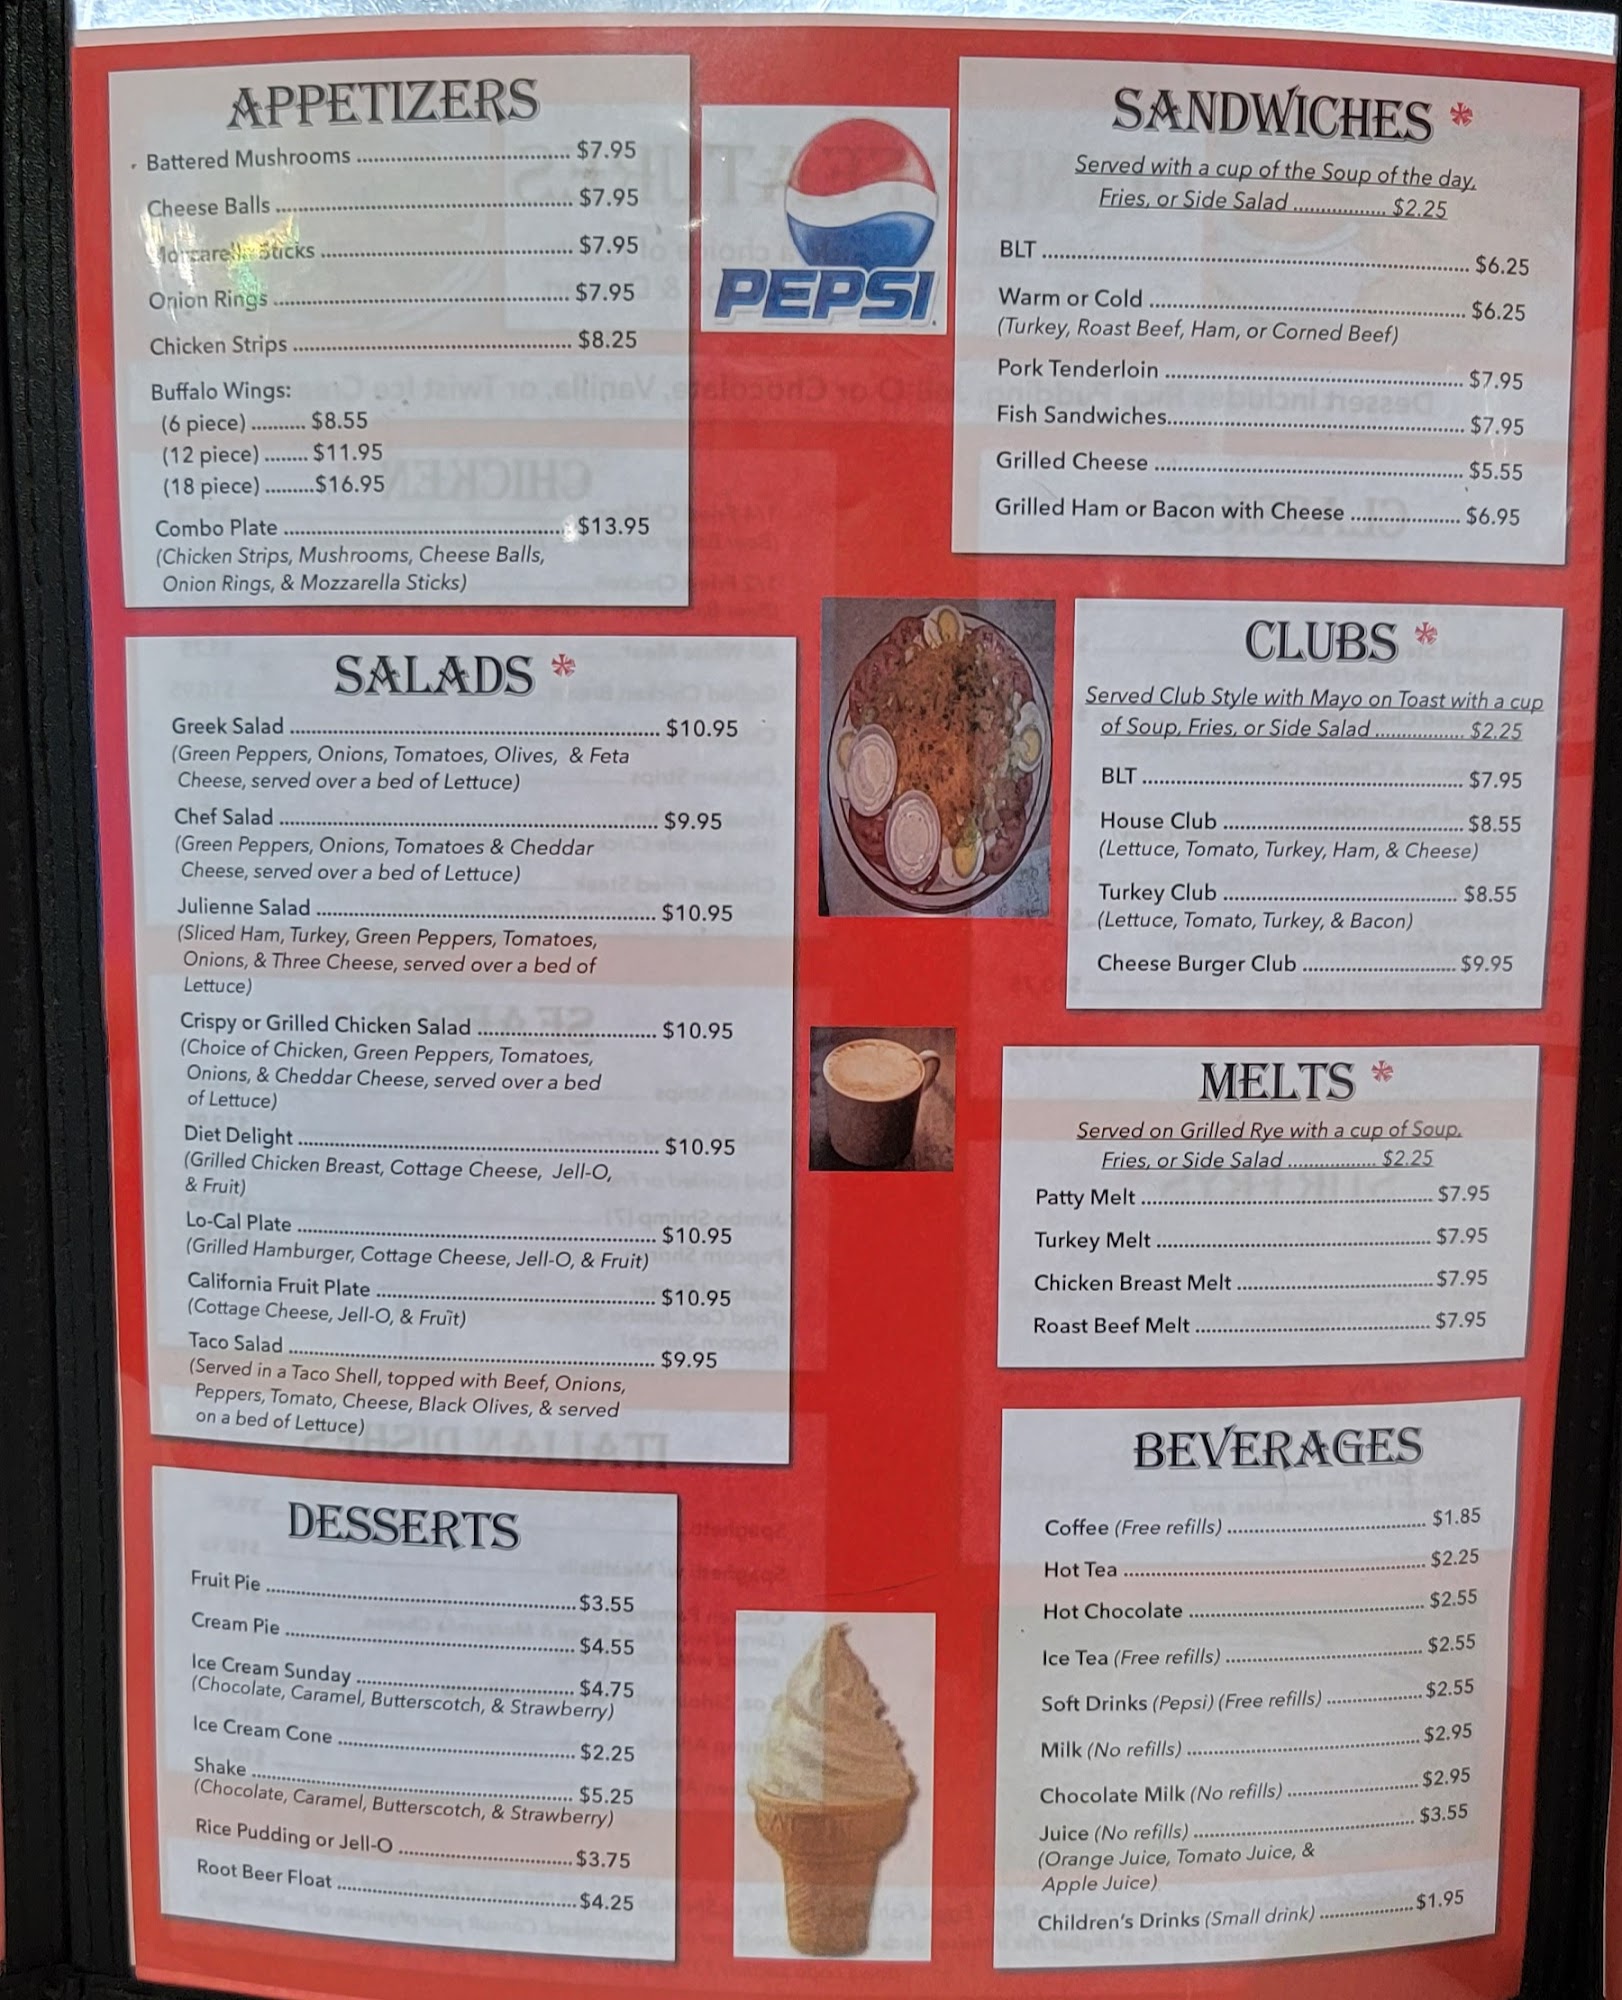 APPETIZERS
Battered Mushrooms ........ $7.95
Cheese Balls ........ $7.95
Mozzarella Sticks ........ $7.95
Onion Rings ........ $7.95
Chicken Strips ........ $8.25
Buffalo Wings:
(6 piece) .......... $8.55
(12 piece) ........ $11.95
(18 piece) .........$16.95
Combo Plate ........ $13.95
(Chicken Strips, Mushrooms, Cheese Balls,
Onion Rings, & Mozzarella Sticks)
PEPSI
SALADS *
Greek Salad ........ $10.95
(Green Peppers, Onions, Tomatoes, Olives, & Feta
Cheese, served over a bed of Lettuce)
Chef Salad ........ $9.95
(Green Peppers, Onions, Tomatoes & Cheddar
Cheese, served over a bed of Lettuce)
Julienne Salad ........ $10.95
(Sliced Ham, Turkey, Green Peppers, Tomatoes,
Onions, & Three Cheese, served over a bed of
Lettuce)
Crispy or Grilled Chicken Salad ........ $10.95
(Choice of Chicken, Green Peppers, Tomatoes,
Onions, & Cheddar Cheese, served over a bed
of Lettuce)
Diet Delight ........ $10.95
(Grilled Chicken Breast, Cottage Cheese, Jell-O,
& Fruit)
Lo-Cal Plate ........ $10.95
(Grilled Hamburger, Cottage Cheese, Jell-O, & Fruit)
California Fruit Plate ........ $10.95
(Cottage Cheese, Jell-O, & Fruit)
Taco Salad ........ $9.95
(Served in a Taco Shell, topped with Beef, Onions,
Peppers, Tomato, Cheese, Black Olives, & served
on a bed of Lettuce)
DESSERTS
Fruit Pie ........ $3.55
Cream Pie ........ $4.55
Ice Cream Sunday ........ $4.75
(Chocolate, Caramel, Butterscotch, & Strawberry)
Ice Cream Cone ........ $2.25
Shake ........ $5.25
(Chocolate, Caramel, Butterscotch, & Strawberry)
Rice Pudding or Jell-O ........ $3.75
Root Beer Float ........ $4.25
SANDWICHES *
Served with a cup of the Soup of the day,
Fries, or Side Salad ........ $2.25
BLT ........ $6.25
Warm or Cold ........ $6.25
(Turkey, Roast Beef, Ham, or Corned Beef)
Pork Tenderloin ........ $7.95
Fish Sandwiches........ $7.95
Grilled Cheese ........ $5.55
Grilled Ham or Bacon with Cheese ........ $6.95
CLUBS *
Served Club Style with Mayo on Toast with a cup
of Soup, Fries, or Side Salad ........ $2.25
BLT ........ $7.95
House Club ........ $8.55
(Lettuce, Tomato, Turkey, Ham, & Cheese)
Turkey Club ........ $8.55
(Lettuce, Tomato, Turkey, & Bacon)
Cheese Burger Club ........ $9.95
MELTS *
Served on Grilled Rye with a cup of Soup,
Fries, or Side Salad ........ $2.25
Patty Melt ........ $7.95
Turkey Melt ........ $7.95
Chicken Breast Melt ........ $7.95
Roast Beef Melt ........ $7.95
BEVERAGES
Coffee (Free refills) ........ $1.85
Hot Tea ........ $2.25
Hot Chocolate ........ $2.55
Ice Tea (Free refills) ........ $2.55
Soft Drinks (Pepsi) (Free refills) ........ $2.55
Milk (No refills) ........ $2.95
Chocolate Milk (No refills) ........ $2.95
Juice (No refills) ........ $3.55
(Orange Juice, Tomato Juice, &
Apple Juice)
Children's Drinks (Small drink) ........ $1.95